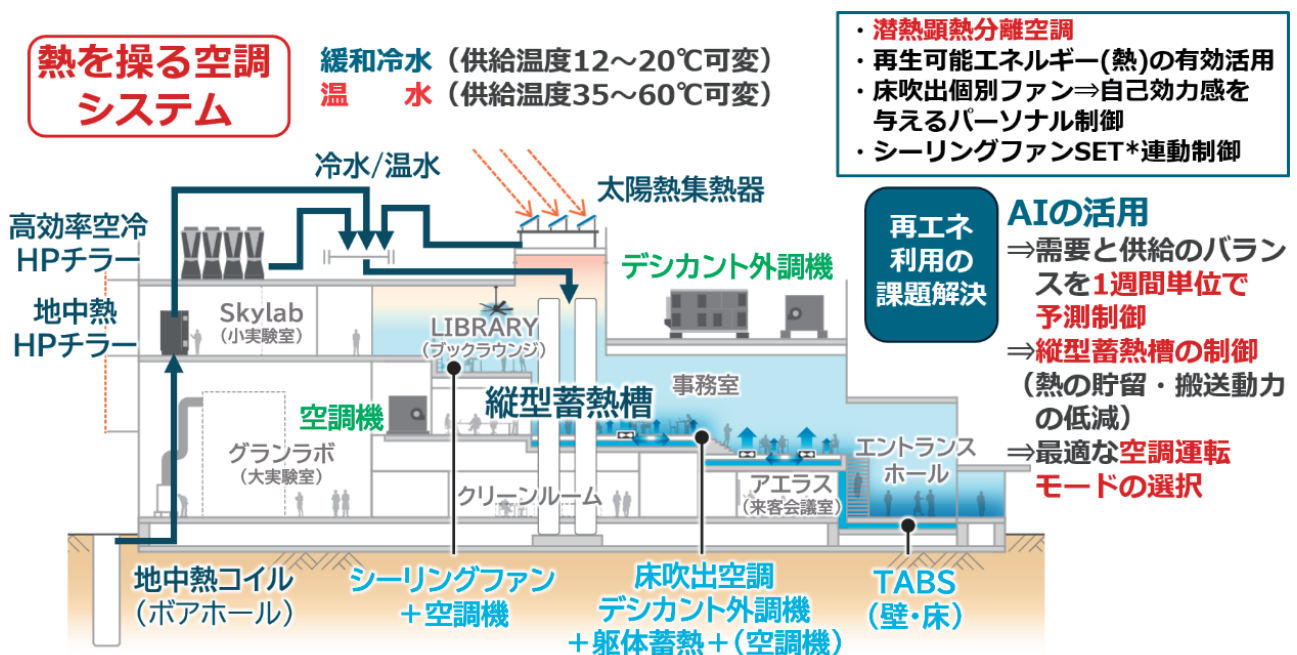 熱を操る空調
システム
緩和冷水（供給温度12～20℃可変）
温　　水（供給温度35～60℃可変）
・潜熱顕熱分離空調
・再生可能エネルギー(熱)の有効活用
・床吹出個別ファン⇒自己効力感を
与えるパーソナル制御
・シーリングファンSET*連動制御
冷水/温水
太陽熱集熱器
高効率空冷
HPチラー
地中熱
HPチラー
デシカント外調機
再エネ
利用の
課題解決
AIの活用
⇒需要と供給のバラン
スを1週間単位で
予測制御
⇒縦型蓄熱槽の制御
（熱の貯留・搬送動力
の低減）
⇒最適な空調運転
モードの選択
Skylab
(小実験室)
LIBRARY
(ブックラウンジ)
事務室
空調機
縦型蓄熱槽
グランラボ
(大実験室)
クリーンルーム
アエラス
(来客会議室)
エントランス
ホール
地中熱コイル
（ボアホール）
シーリングファン
＋空調機
床吹出空調
デシカント外調機
＋躯体蓄熱＋（空調機）
TABS
（壁・床）